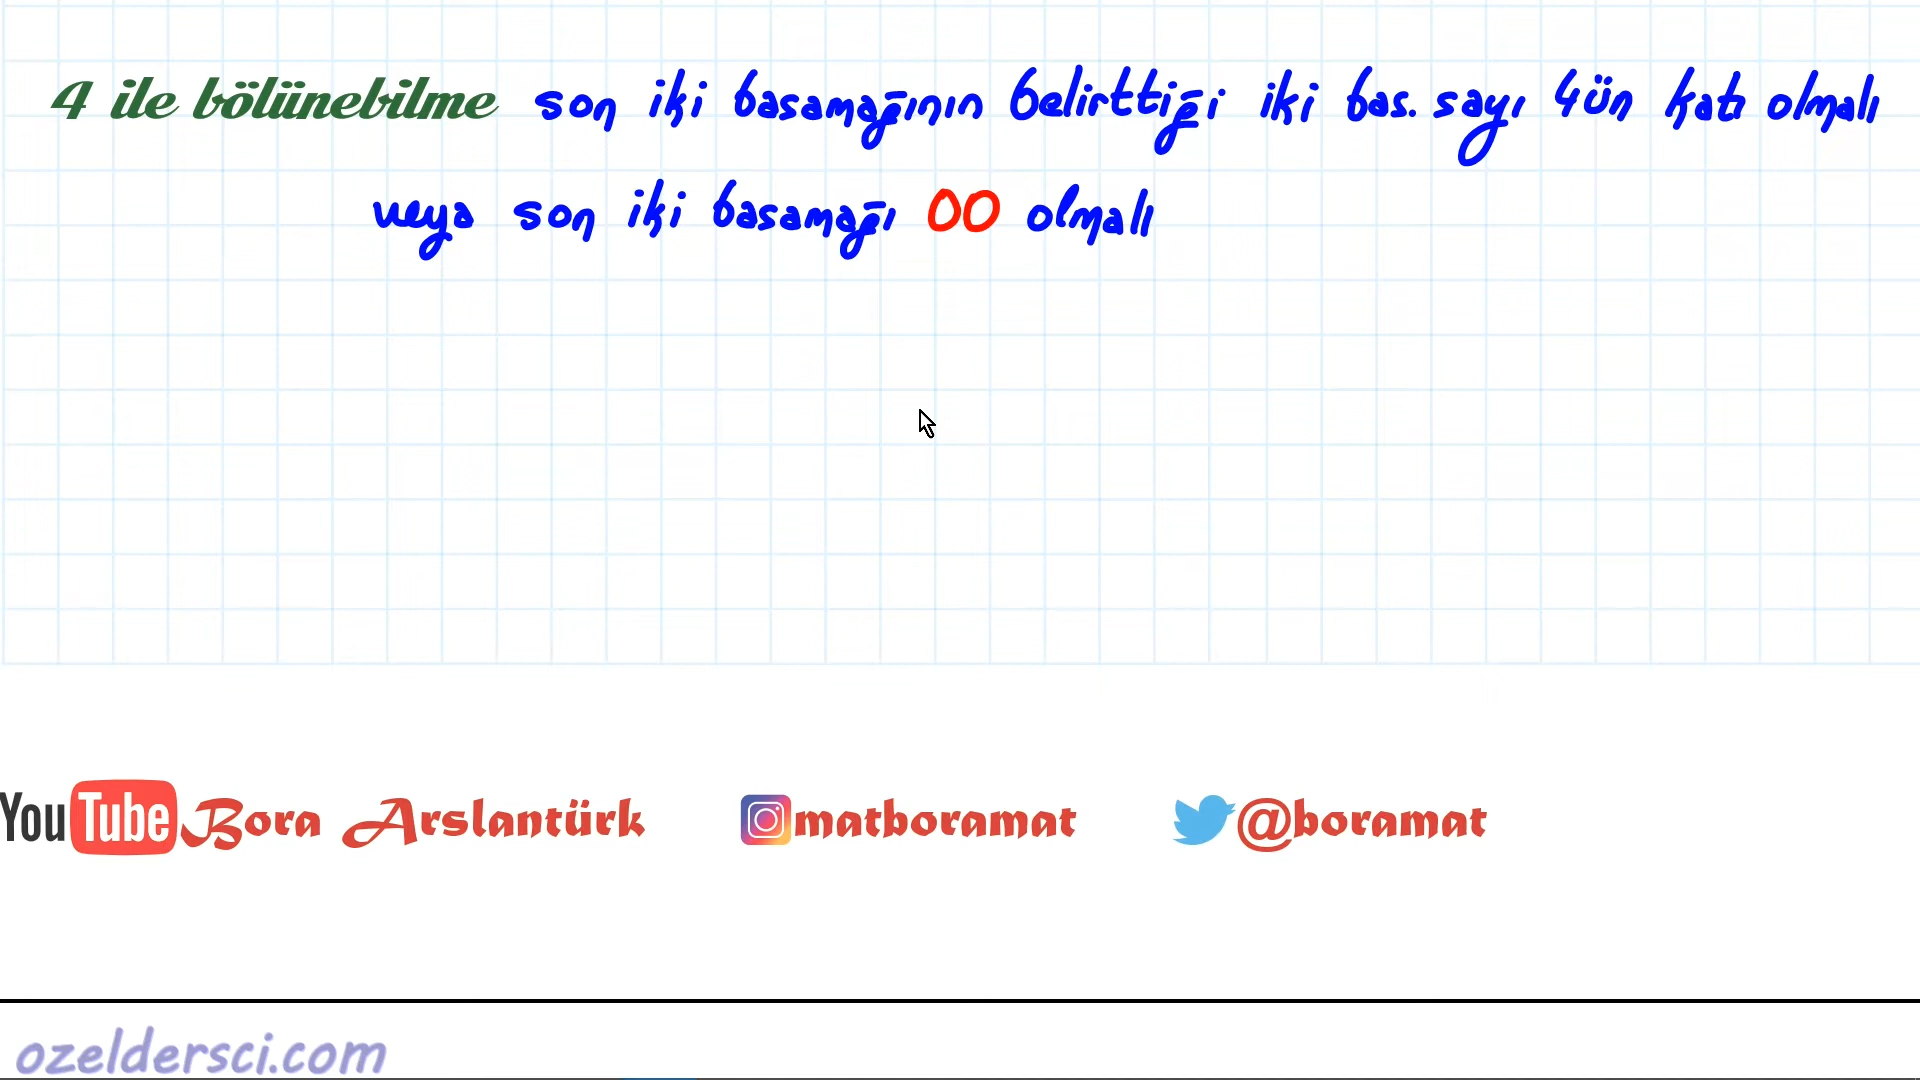 4 ile bölünebilme son iki basamağının belirttiği iki bas. sayı 4ün katı olmalı
veya son iki basamağı 00 olmalı
YouTube Bora Arslantürk matboramat @boramat
ozeldersci.com